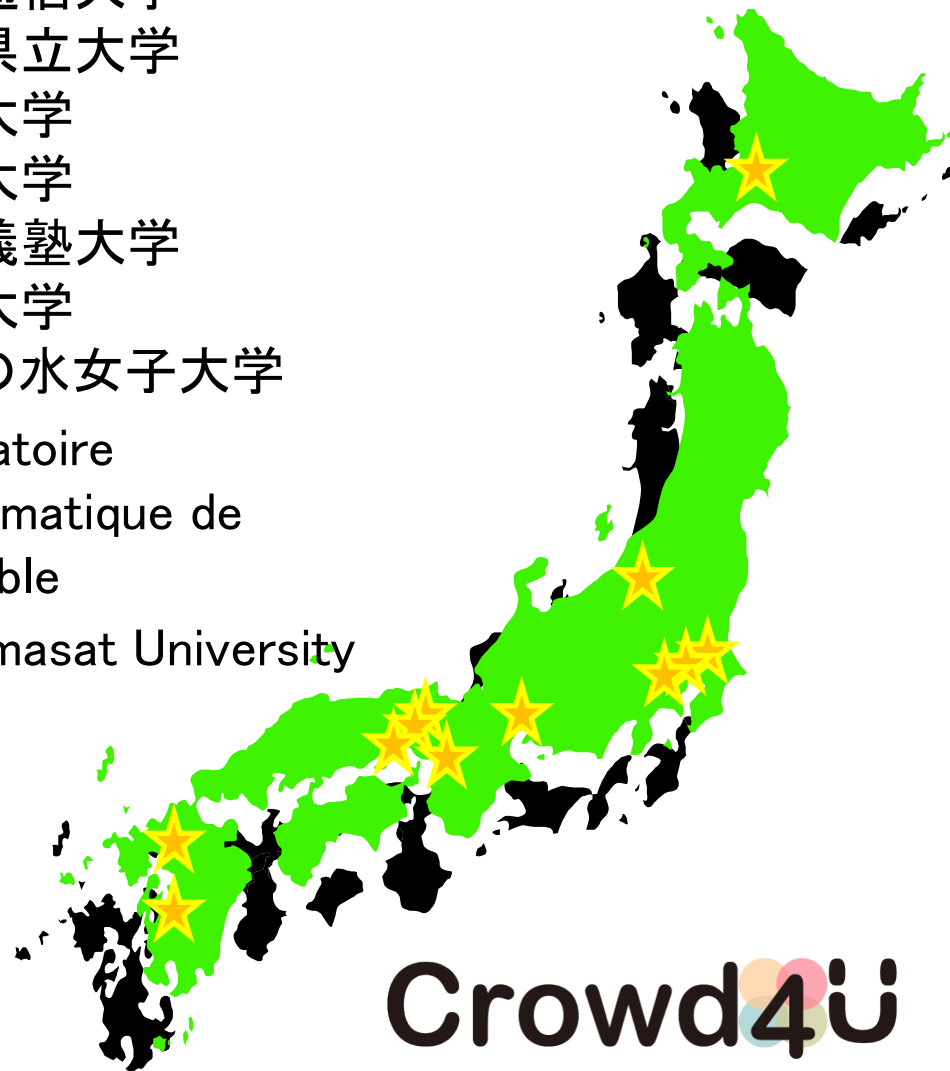 県立大学
大学
大学
義塾大学
大学
の水女子大学
atoire
matique de
ble
masat University
Crowd4U